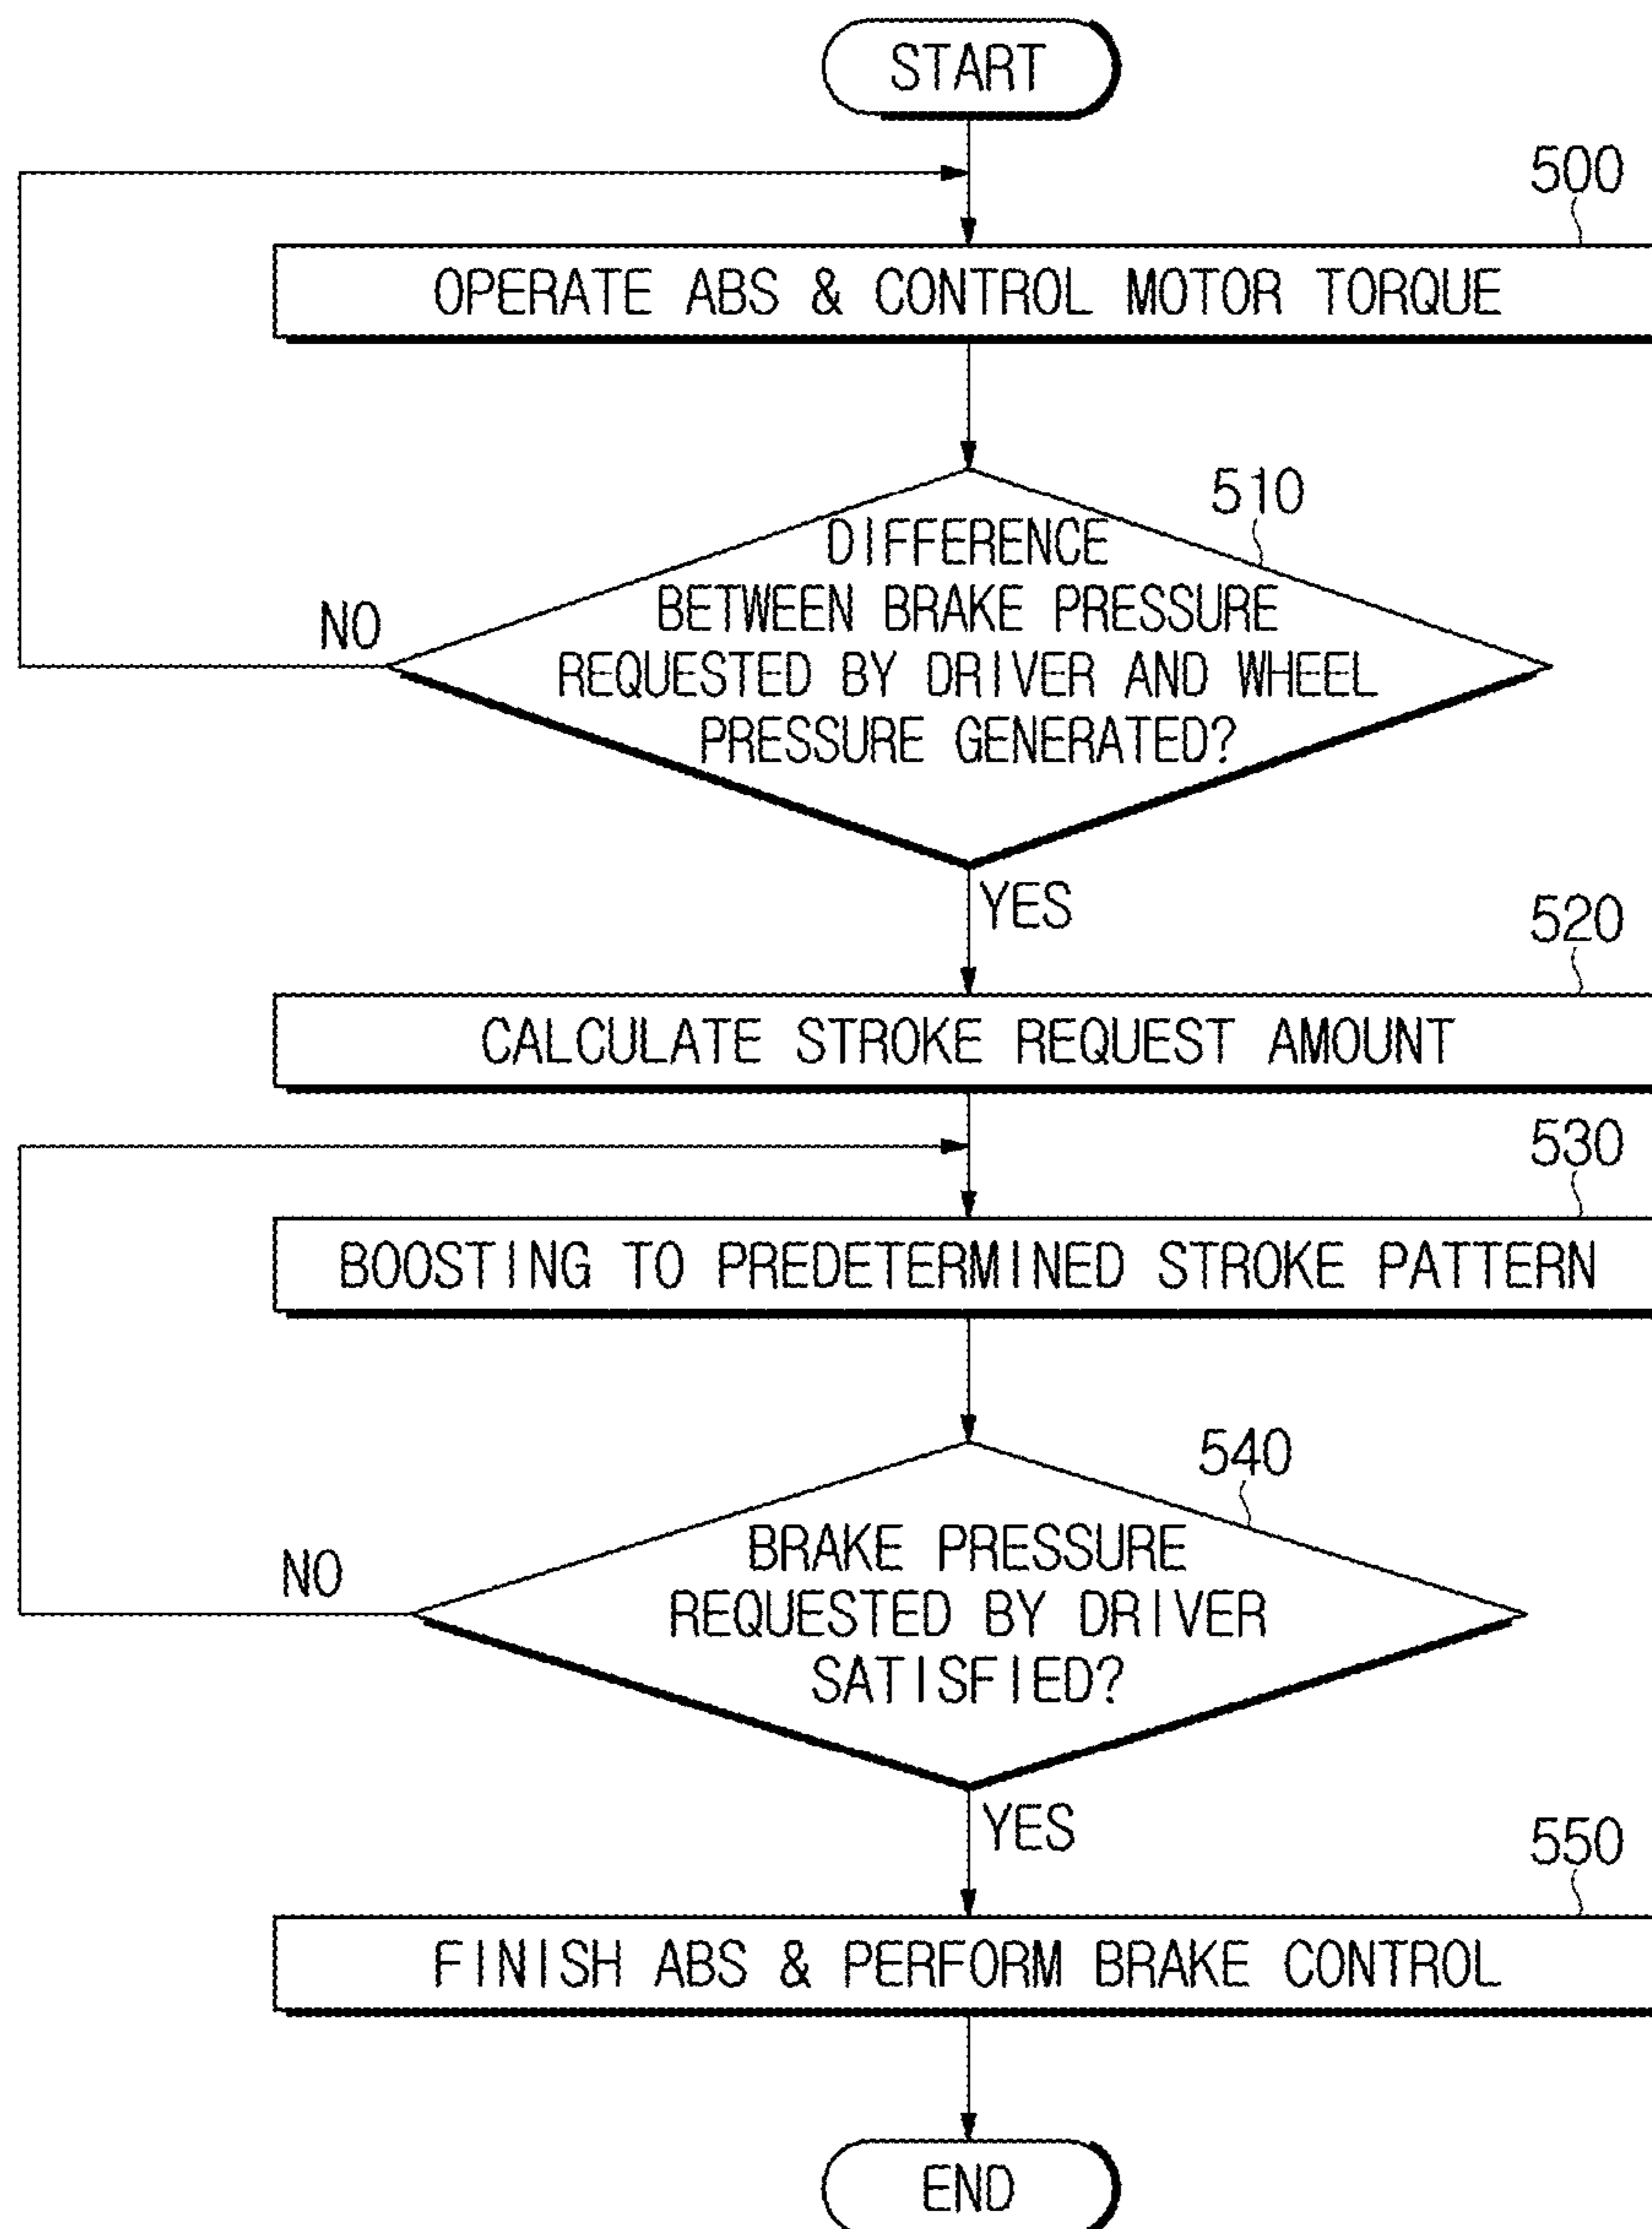 START
500
OPERATE ABS & CONTROL MOTOR TORQUE
510
DIFFERENCE
BETWEEN BRAKE PRESSURE
REQUESTED BY DRIVER AND WHEEL
PRESSURE GENERATED?
NO
YES
520
CALCULATE STROKE REQUEST AMOUNT
530
BOOSTING TO PREDETERMINED STROKE PATTERN
540
BRAKE PRESSURE
REQUESTED BY DRIVER
SATISFIED?
NO
YES
550
FINISH ABS & PERFORM BRAKE CONTROL
END